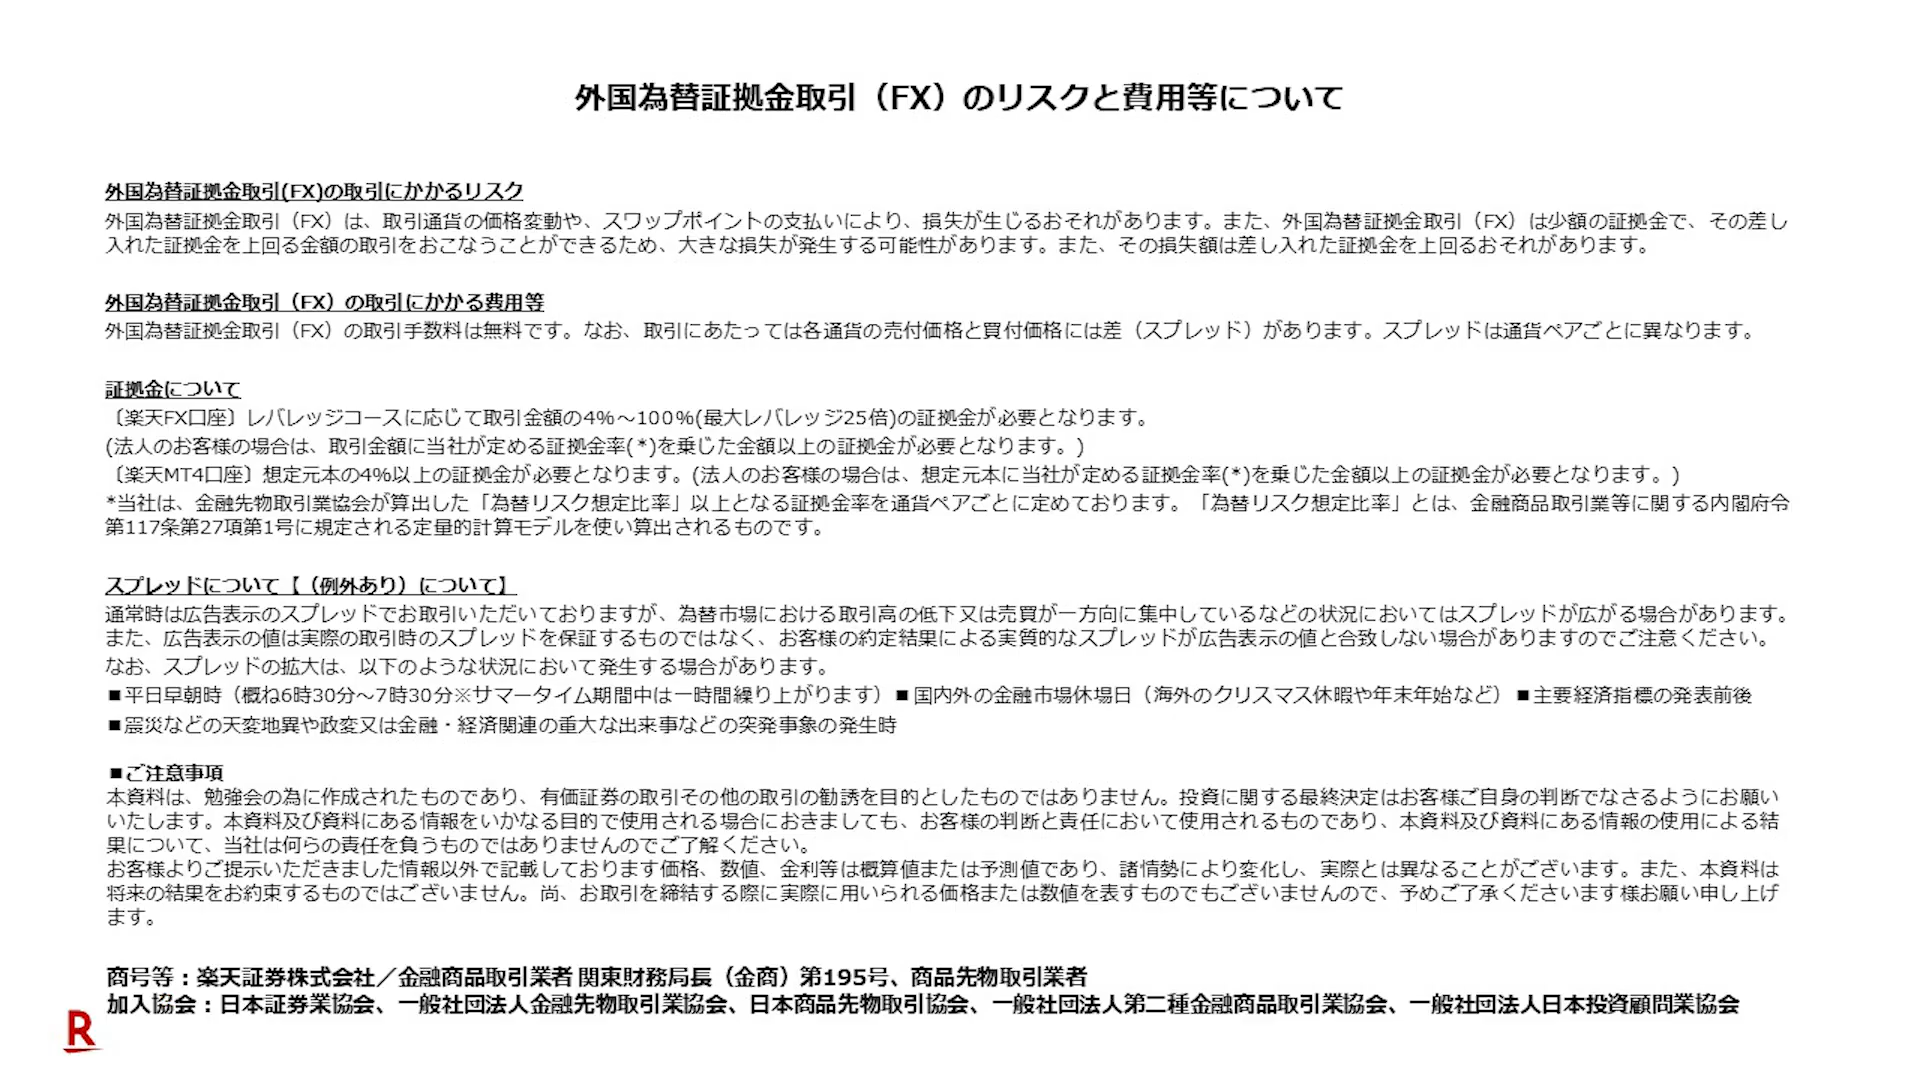 外国為替証拠金取引（FX）のリスクと費用等について
外国為替証拠金取引(FX)の取引にかかるリスク
外国為替証拠金取引（FX）は、取引通貨の価格変動や、スワップポイントの支払いにより、損失が生じるおそれがあります。また、外国為替証拠金取引（FX）は少額の証拠金で、その差し
入れた証拠金を上回る金額の取引をおこなうことができるため、大きな損失が発生する可能性があります。また、その損失額は差し入れた証拠金を上回るおそれがあります。
外国為替証拠金取引（FX）の取引にかかる費用等
外国為替証拠金取引（FX）の取引手数料は無料です。なお、取引にあたっては各通貨の売付価格と買付価格には差（スプレッド）があります。スプレッドは通貨ペアごとに異なります。
証拠金について
〔楽天FX口座〕レバレッジコースに応じて取引金額の4%～100%(最大レバレッジ25倍)の証拠金が必要となります。
(法人のお客様の場合は、取引金額に当社が定める証拠金率(*)を乗じた金額以上の証拠金が必要となります。)
〔楽天MT4口座〕想定元本の4%以上の証拠金が必要となります。(法人のお客様の場合は、想定元本に当社が定める証拠金率(*)を乗じた金額以上の証拠金が必要となります。)
*当社は、金融先物取引業協会が算出した「為替リスク想定比率」以上となる証拠金率を通貨ペアごとに定めております。「為替リスク想定比率」とは、金融商品取引業等に関する内閣府令
第117条第27項第1号に規定される定量的計算モデルを使い算出されるものです。
スプレッドについて【（例外あり）について】
通常時は広告表示のスプレッドでお取引いただいておりますが、為替市場における取引高の低下又は売買が一方向に集中しているなどの状況においてはスプレッドが広がる場合があります。
また、広告表示の値は実際の取引時のスプレッドを保証するものではなく、お客様の約定結果による実質的なスプレッドが広告表示の値と合致しない場合がありますのでご注意ください。
なお、スプレッドの拡大は、以下のような状況において発生する場合があります。
■平日早朝時（概ね6時30分～7時30分※サマータイム期間中は一時間繰り上がります）■国内外の金融市場休場日（海外のクリスマス休暇や年末年始など）■主要経済指標の発表前後
■震災などの天変地異や政変又は金融・経済関連の重大な出来事などの突発事象の発生時
■ご注意事項
本資料は、勉強会の為に作成されたものであり、有価証券の取引その他の取引の勧誘を目的としたものではありません。投資に関する最終決定はお客様ご自身の判断でなさるようにお願い
いたします。本資料及び資料にある情報をいかなる目的で使用される場合におきましても、お客様の判断と責任において使用されるものであり、本資料及び資料にある情報の使用による結
果について、当社は何らの責任を負うものではありませんのでご了解ください。
お客様よりご提示いただきました情報以外で記載しております価格、数値、金利等は概算値または予測値であり、諸情勢により変化し、実際とは異なることがございます。また、本資料は
将来の結果をお約束するものではございません。尚、お取引を締結する際に実際に用いられる価格または数値を表すものでもございませんので、予めご了承くださいます様お願い申し上げ
ます。
商号等：楽天証券株式会社／金融商品取引業者 関東財務局長（金商）第195号、商品先物取引業者
加入協会：日本証券業協会、一般社団法人金融先物取引業協会、日本商品先物取引協会、一般社団法人第二種金融商品取引業協会、一般社団法人日本投資顧問業協会
R